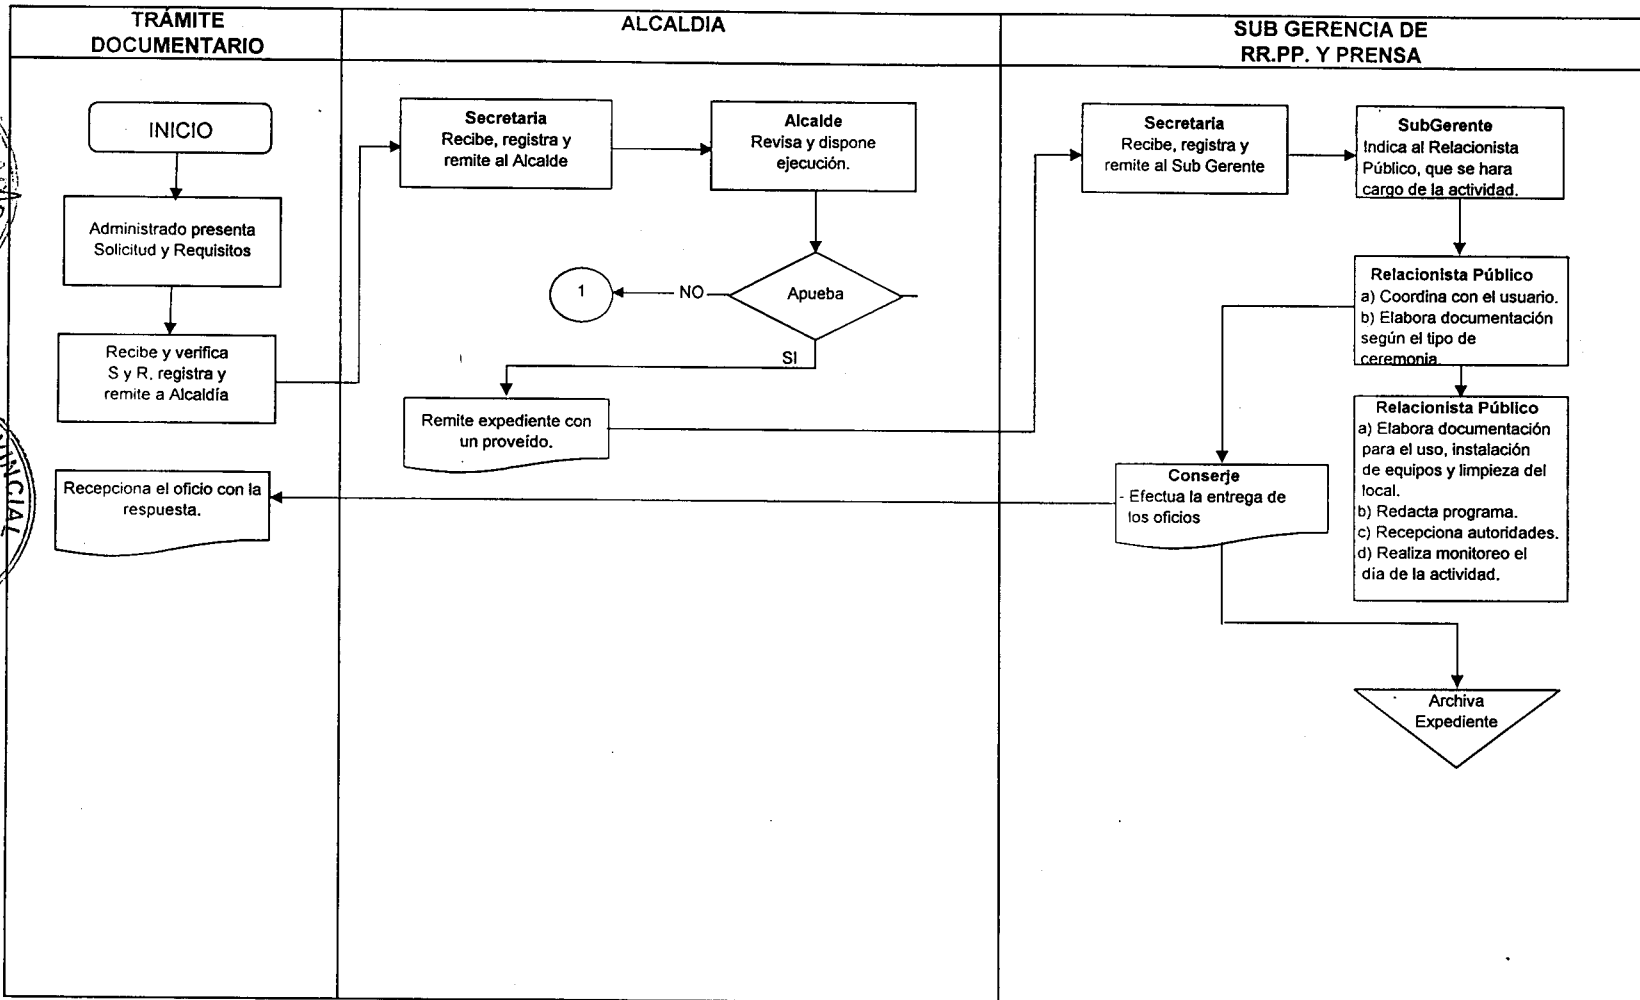 TRÁMITE
DOCUMENTARIO
ALCALDIA
SUB GERENCIA DE
RR.PP. Y PRENSA
INICIO
Administrado presenta
Solicitud y Requisitos
Recibe y verifica
S y R, registra y
remite a Alcaldía
Recepciona el oficio con la
respuesta.
Secretaria
Recibe, registra y
remite al Alcalde
Alcalde
Revisa y dispone
ejecución.
Apueba
NO
1
SI
Remite expediente con
un proveído.
Secretaria
Recibe, registra y
remite al Sub Gerente
SubGerente
Indica al Relacionista
Público, que se hara
cargo de la actividad.
Relacionista Público
a) Coordina con el usuario.
b) Elabora documentación
según el tipo de
ceremonia
Relacionista Público
a) Elabora documentación
para el uso, instalación
de equipos y limpieza del
local.
b) Redacta programa.
c) Recepciona autoridades.
d) Realiza monitoreo el
día de la actividad.
Conserje
- Efectua la entrega de
los oficios
Archiva
Expediente